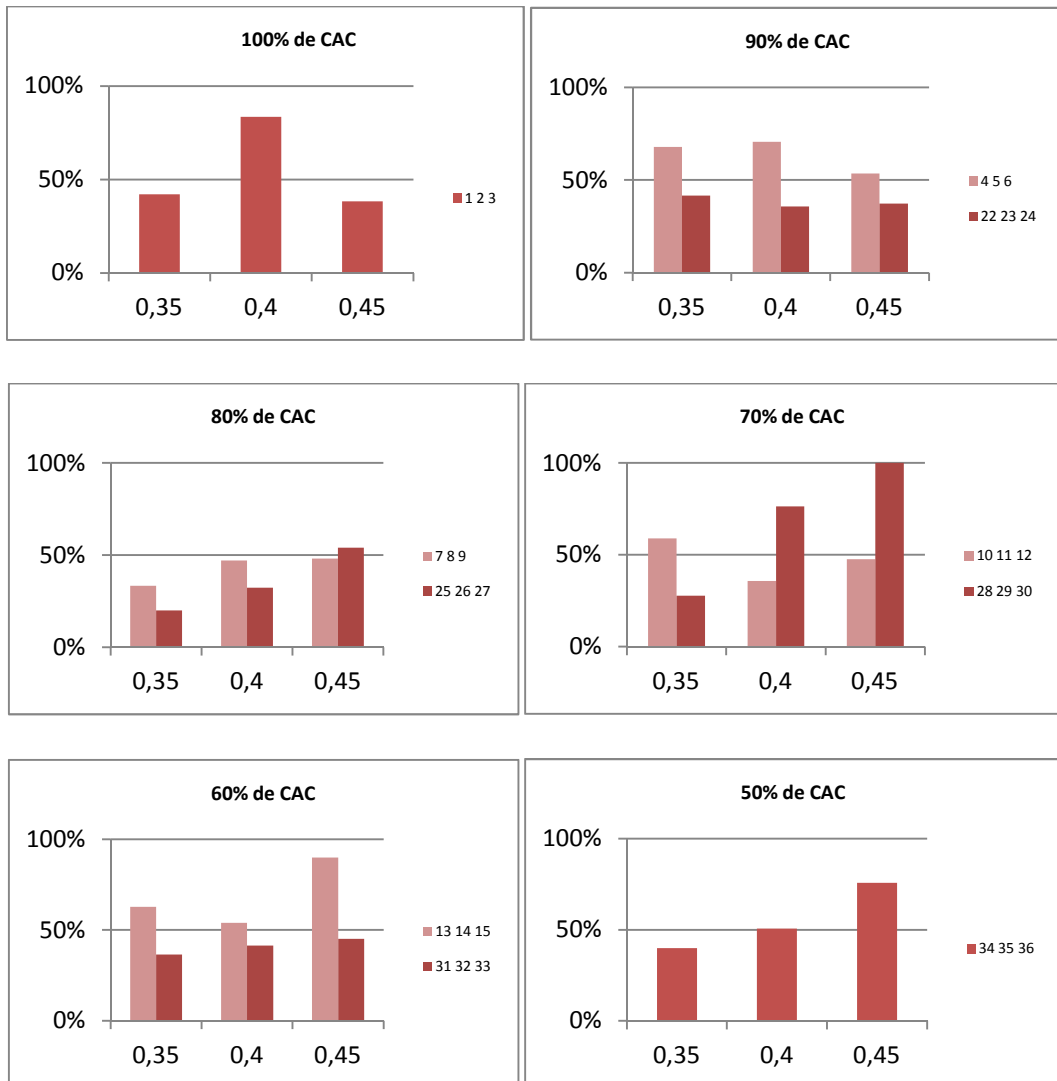 100% de CAC
100%
50%
0%
0,35 0,4 0,45
1 2 3
90% de CAC
100%
50%
0%
0,35 0,4 0,45
4 5 6
22 23 24
80% de CAC
100%
50%
0%
0,35 0,4 0,45
7 8 9
25 26 27
70% de CAC
100%
50%
0%
0,35 0,4 0,45
10 11 12
28 29 30
60% de CAC
100%
50%
0%
0,35 0,4 0,45
13 14 15
31 32 33
50% de CAC
100%
50%
0%
0,35 0,4 0,45
34 35 36